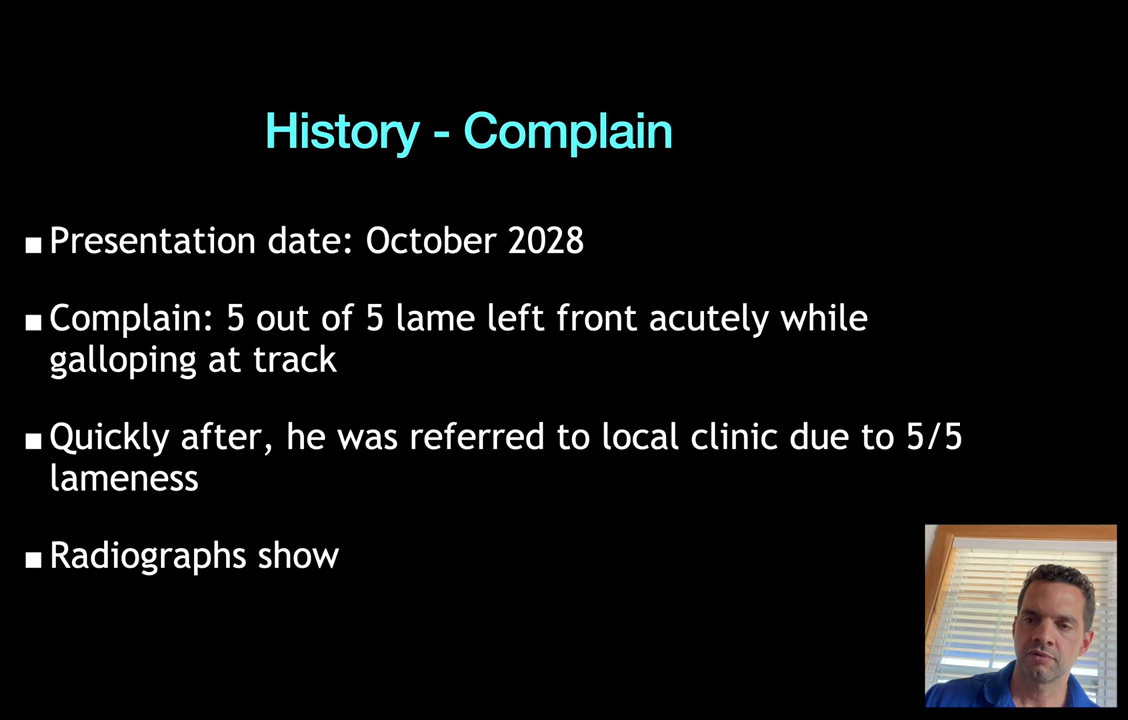 History - Complain
▪Presentation date: October 2028
▪Complain: 5 out of 5 lame left front acutely while
galloping at track
▪Quickly after, he was referred to local clinic due to 5/5
lameness
▪Radiographs show